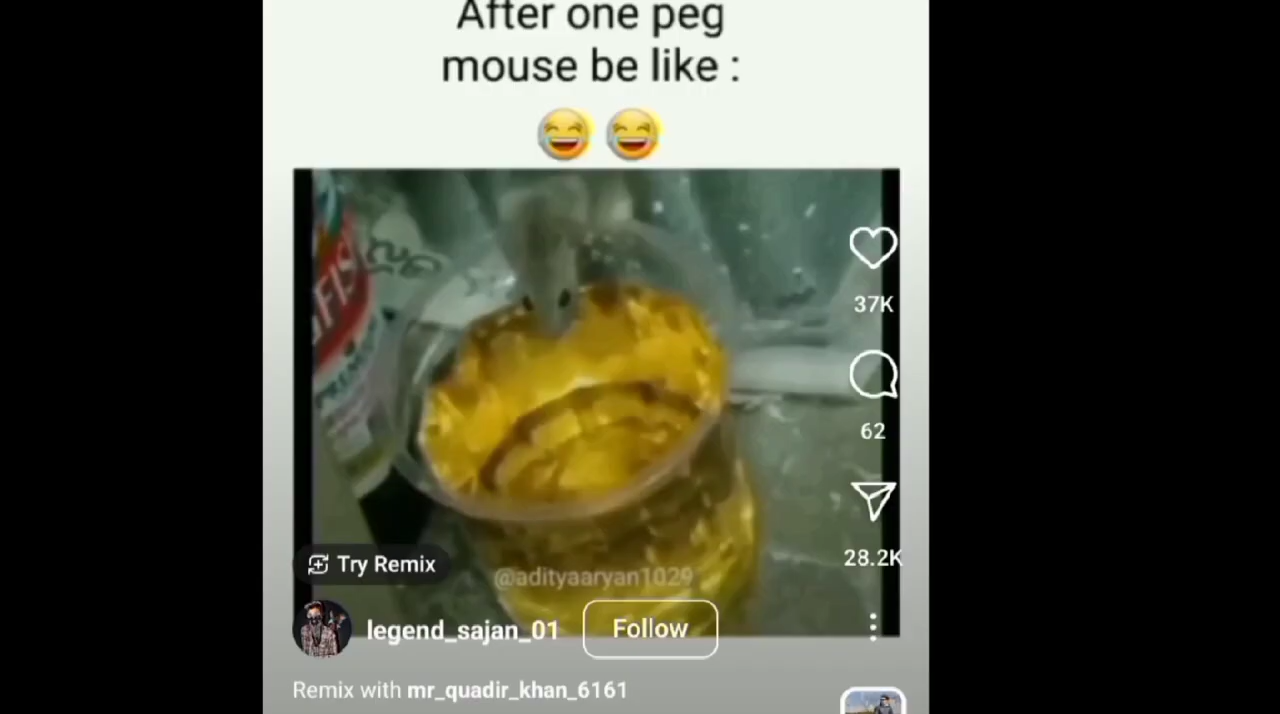 After one peg
mouse be like :
37K
62
28.2K
Try Remix
@adityaaryan1029
legend_sajan_01
Follow
Remix with mr_quadir_khan_6161